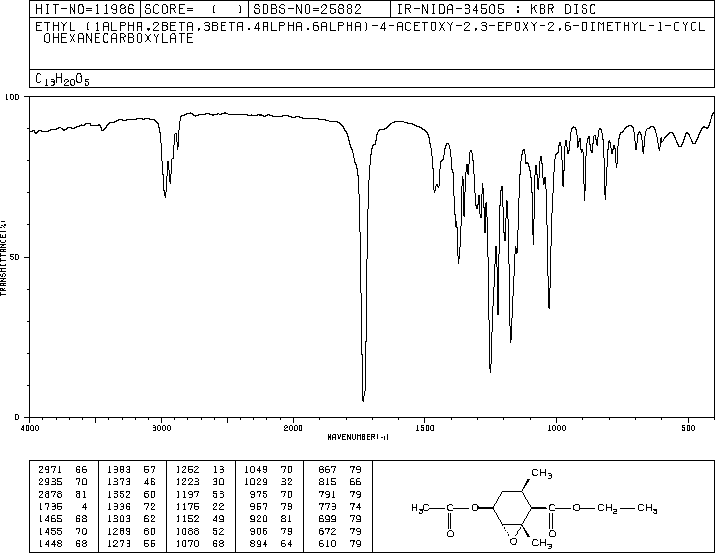 HIT-NO=11986 SCORE= ( ) SDBS-NO=25882 IR-NIDA-34505 : KBR DISC
ETHYL (1ALPHA,2BETA,3BETA,4ALPHA,6ALPHA)-4-ACETOXY-2,3-EPOXY-2,6-DIMETHYL-1-CYCL
OHEXANECARBOXYLATE
C13H20O5
100
50
0
TRANSMITTANCE(%)
4000 3000 2000 1500 1000 500
WAVENUMBER(-1)
2971 66 1383 57 1252 13 1049 70 867 79
2935 70 1373 46 1223 30 1029 32 815 66
2878 81 1352 60 1197 53 975 70 791 79
1735 4 1336 72 1175 22 957 79 773 74
1465 68 1303 62 1152 49 920 81 699 79
1455 70 1289 60 1088 52 906 79 672 79
1448 68 1273 55 1070 68 894 64 610 79
CH3
H3C O O CH2 CH3
O O CH3 O